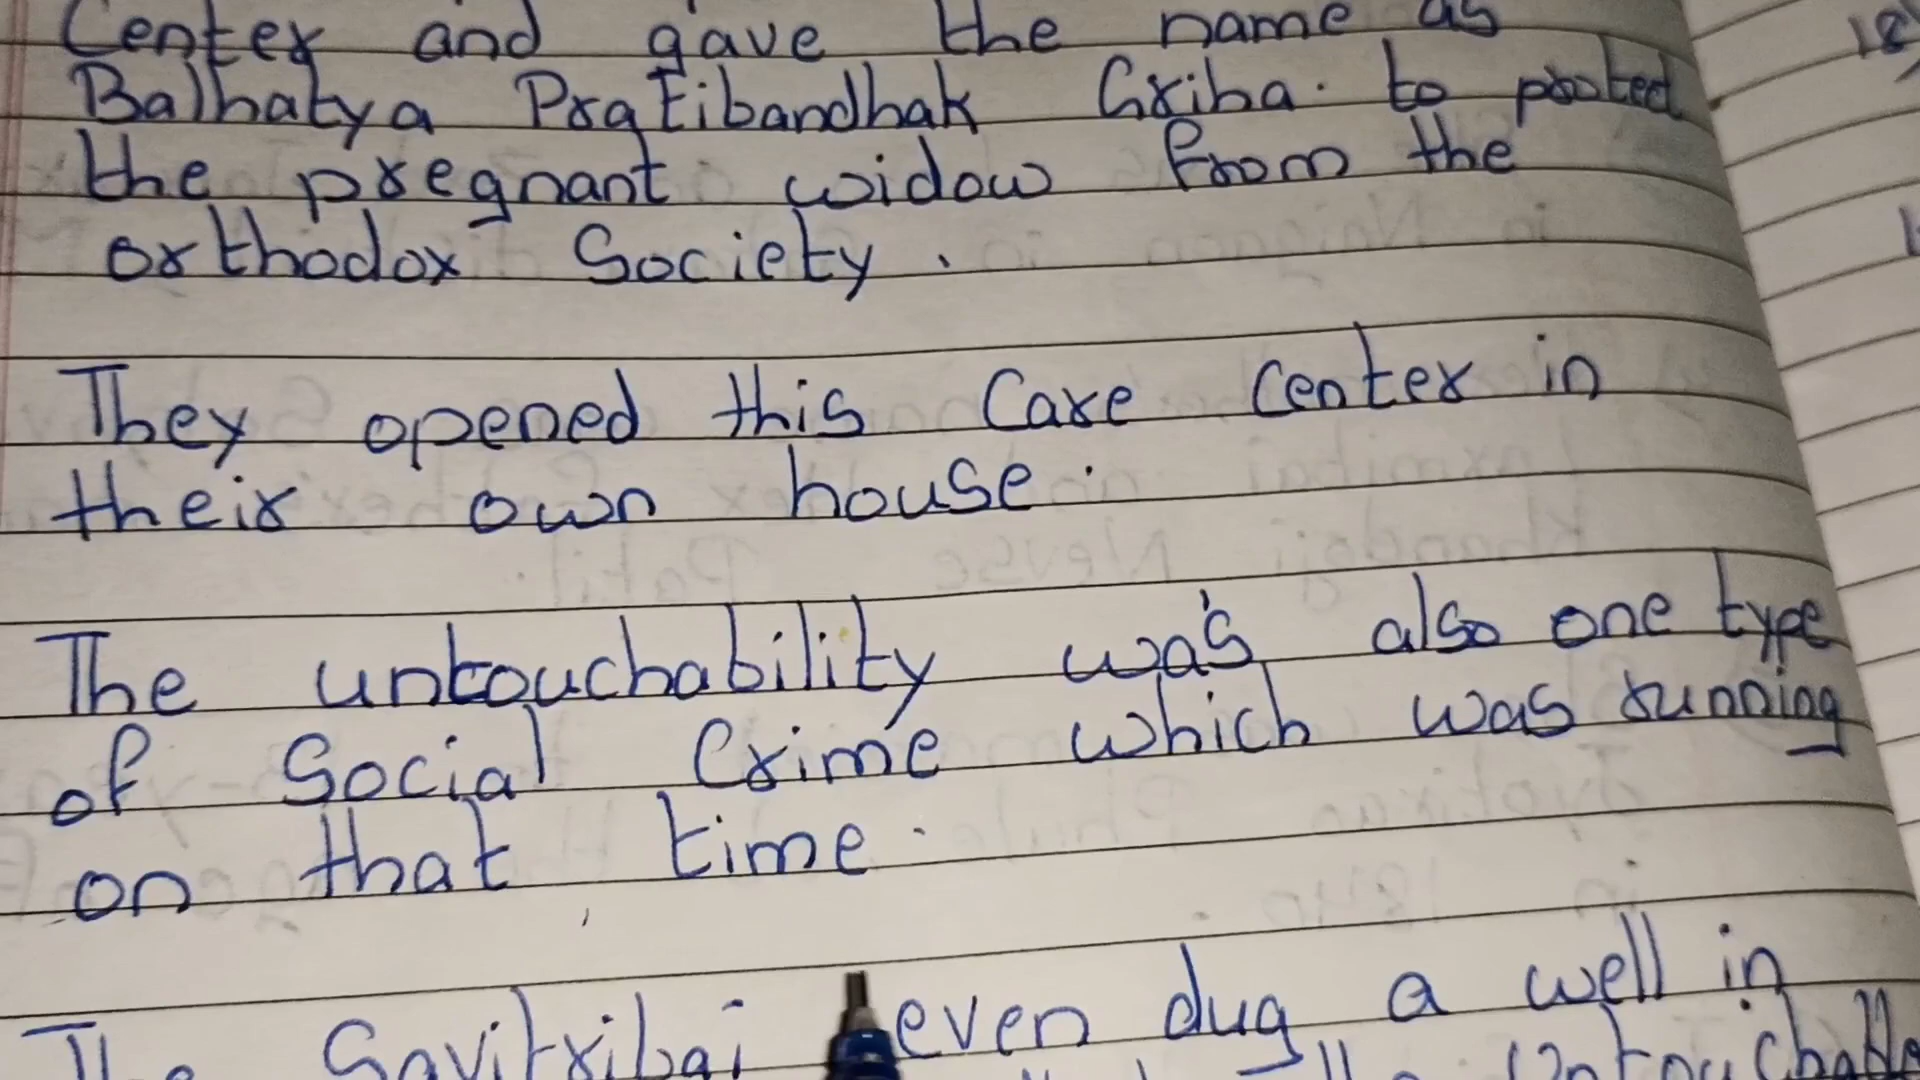 Center and gave the name as
Balhatya Pratibandhak Griha. to protect
the pregnant widow from the
orthodox Society.
They opened this Care Center in
their own house.
The untouchability was also one type
of Social Crime which was running
on that time.
The Savitribai even dug a well in